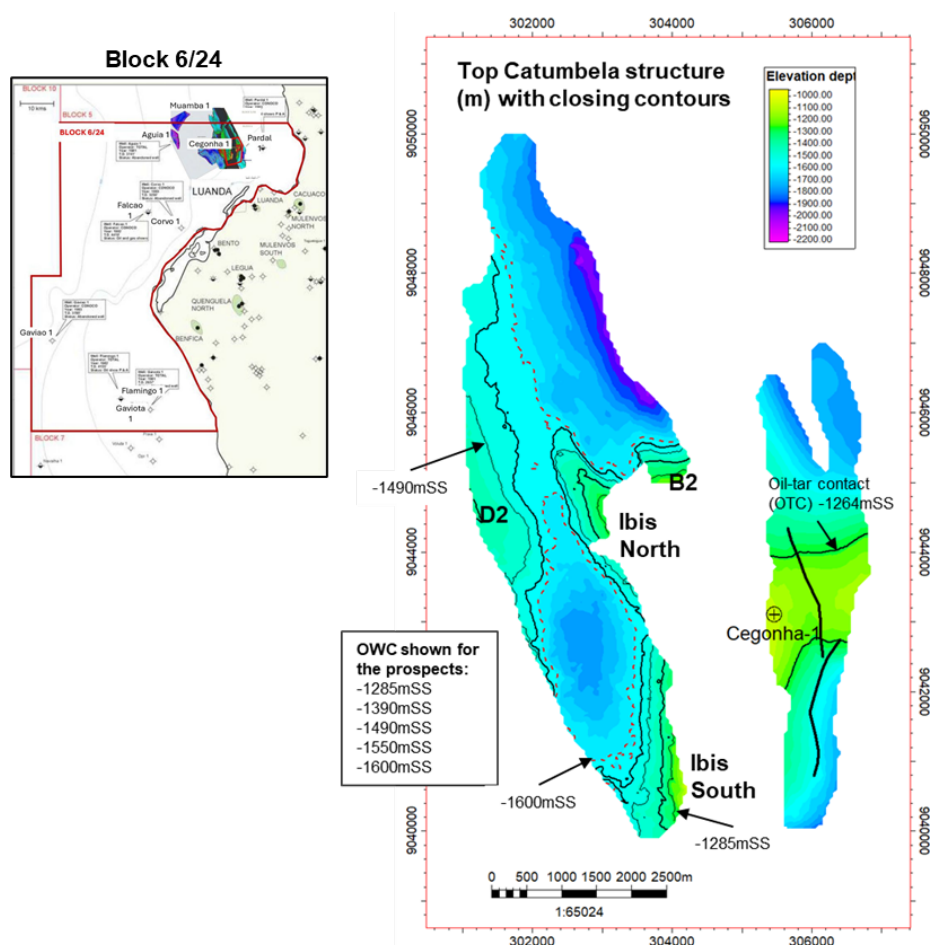 Block 6/24
BLOCK 10
BLOCK 5
10 kms
BLOCK 6/24
Muamba 1
Aguia 1
Cegonha 1
Pardal
LUANDA
LUANDA
CACUACO
MULENVOS
NORTH
Falcao
1
Corvo 1
BENTO
MULENVOS
SOUTH
LEGUA
QUENGUELA
NORTH
BENFICA
Gaviao 1
Flamingo 1
Gaviota
1
BLOCK 7
302000
304000
306000
Top Catumbela structure
(m) with closing contours
Elevation dept
-1000.00
-1100.00
-1200.00
-1300.00
-1400.00
-1500.00
-1600.00
-1700.00
-1800.00
-1900.00
-2000.00
-2100.00
-2200.00
9050000
9048000
9046000
9044000
9042000
9040000
-1490mSS
D2
B2
Ibis
North
Oil-tar contact
(OTC) -1264mSS
Cegonha-1
OWC shown for
the prospects:
-1285mSS
-1390mSS
-1490mSS
-1550mSS
-1600mSS
-1600mSS
Ibis
South
-1285mSS
0 500 1000 1500 2000 2500m
1:65024
302000
304000
306000